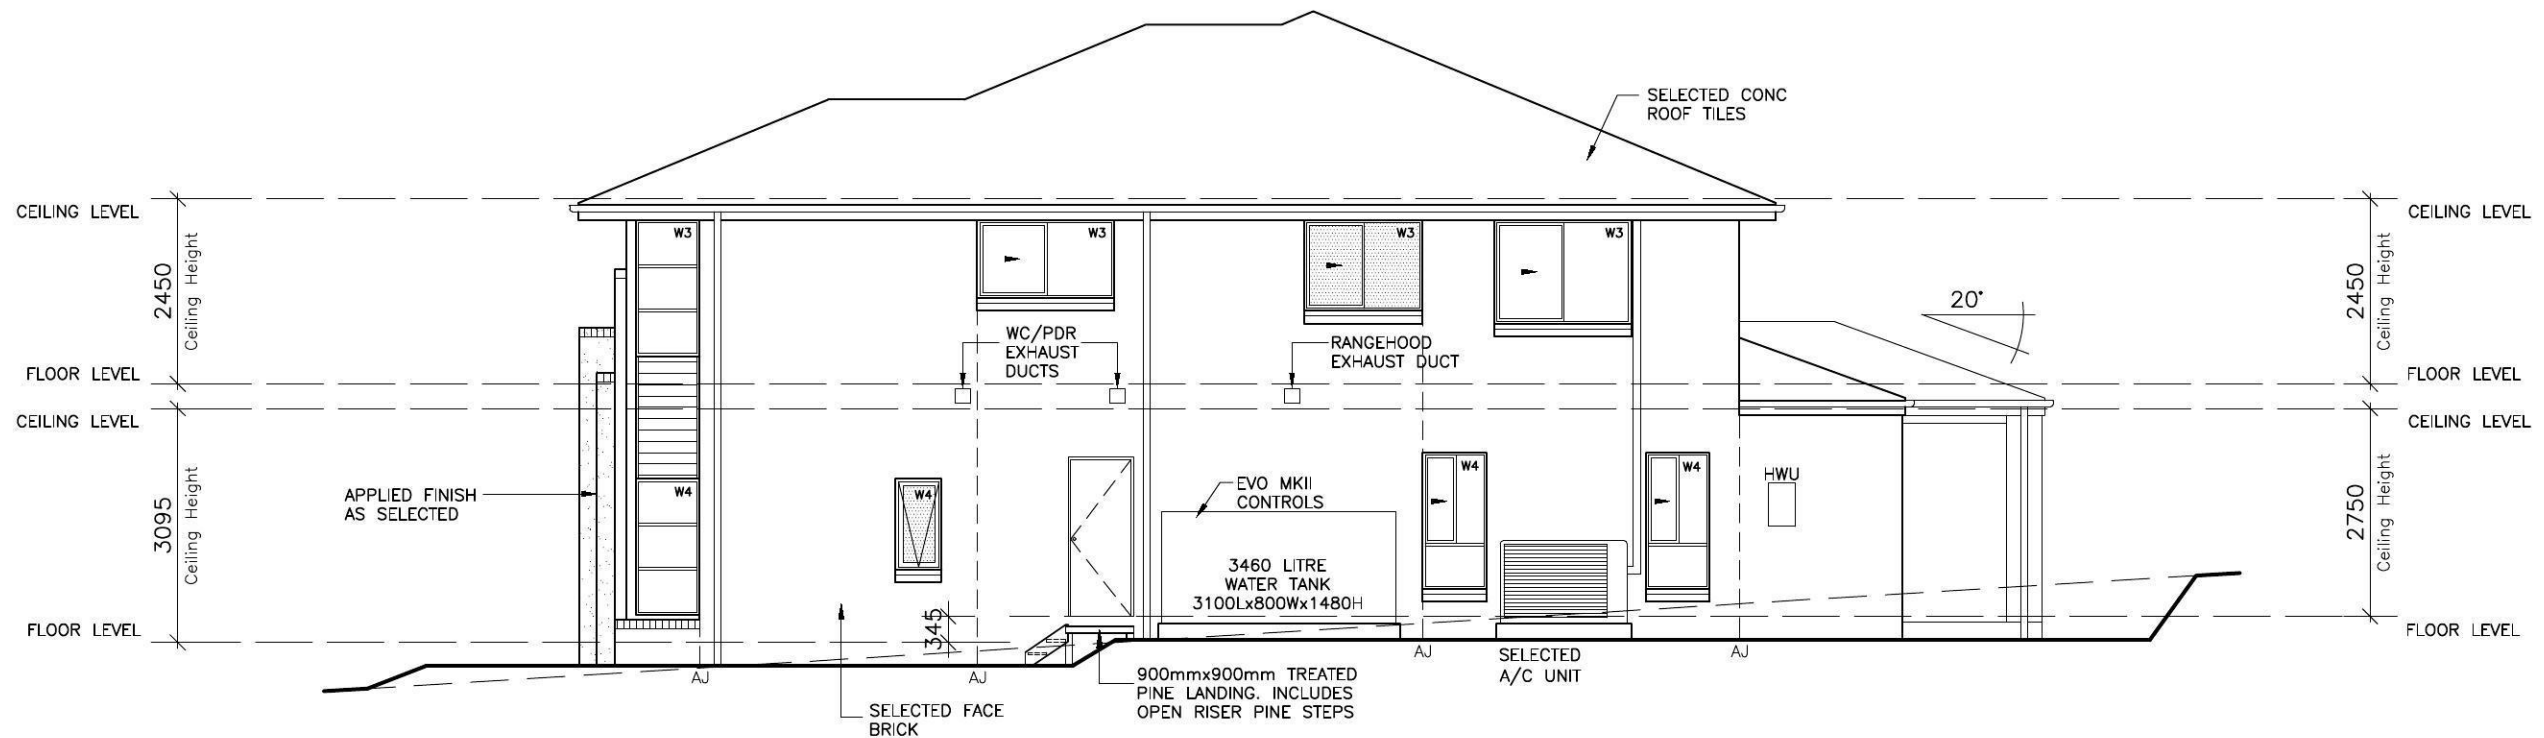 SELECTED CONC
ROOF TILES
CEILING LEVEL
CEILING LEVEL
2450
Ceiling Height
2450
Ceiling Height
W3
W3
W3
W3
20°
WC/PDR
EXHAUST
DUCTS
RANGEHOOD
EXHAUST DUCT
FLOOR LEVEL
FLOOR LEVEL
CEILING LEVEL
CEILING LEVEL
3095
Ceiling Height
2750
Ceiling Height
APPLIED FINISH
AS SELECTED
W4
W4
W4
W4
EVO MKII
CONTROLS
HWU
3460 LITRE
WATER TANK
3100Lx800Wx1480H
345
FLOOR LEVEL
FLOOR LEVEL
AJ
AJ
AJ
AJ
SELECTED
A/C UNIT
900mmx900mm TREATED
PINE LANDING. INCLUDES
OPEN RISER PINE STEPS
SELECTED FACE
BRICK